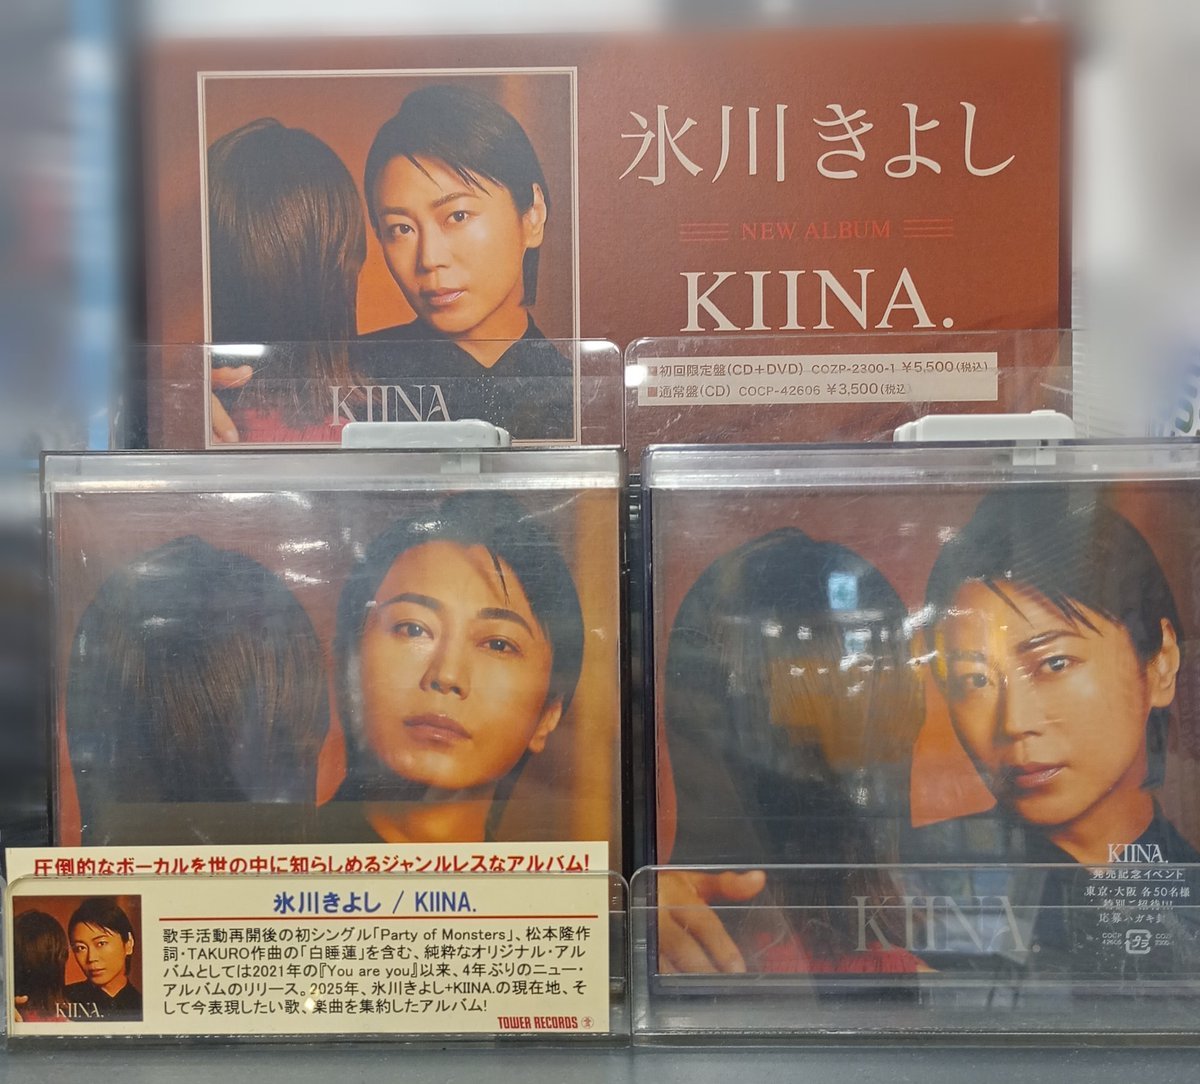 氷川きよし
NEW ALBUM
KIINA.
KIINA.
■初回限定盤(CD+DVD) COZP-2300-1 ¥5,500(税込)
■通常盤(CD) COCP-42606 ¥3,500(税込)
圧倒的なボーカルを世の中に知らしめるジャンルレスなアルバム!
氷川きよし / KIINA.
歌手活動再開後の初シングル「Party of Monsters」、松本隆作
詞・TAKURO作曲の「白睡蓮」を含む、純粋なオリジナル・アル
バムとしては2021年の『You are you』以来、4年ぶりのニュー・
アルバムのリリース。2025年、氷川きよし+KIINA.の現在地、そ
して今表現したい歌、楽曲を集約したアルバム!
KIINA.
TOWER RECORDS
KIINA.
発売記念イベント
東京・大阪 各50名様
特別ご招待!!!
応募ハガキ封
KIINA.
COCP
42606
プラ